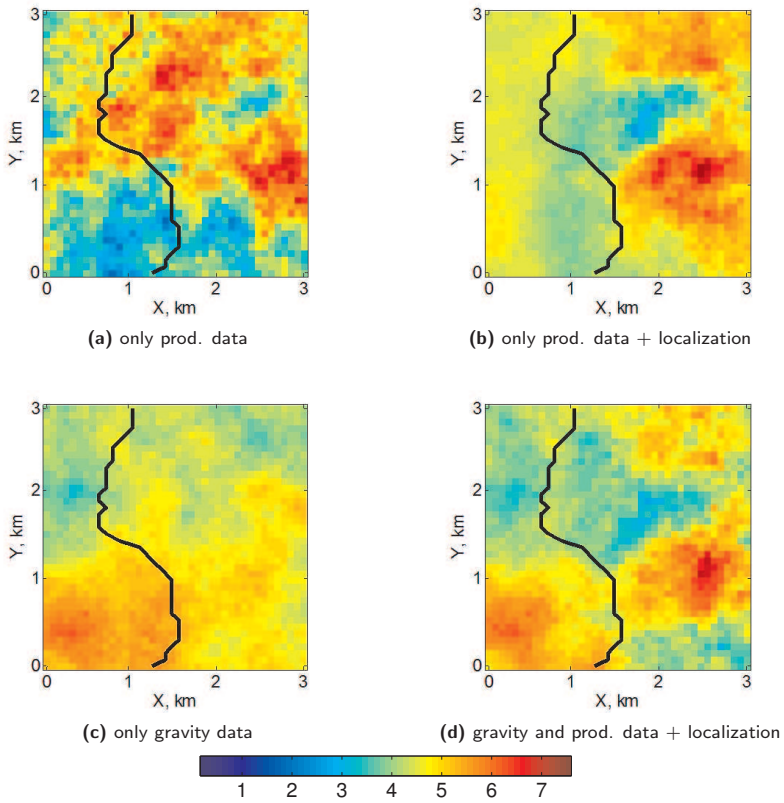 3
3
2
2
Y, km
Y, km
1
1
0
0
0 1 2 3
0 1 2 3
X, km
X, km
(a) only prod. data
(b) only prod. data + localization
3
3
2
2
Y, km
Y, km
1
1
0
0
0 1 2 3
0 1 2 3
X, km
X, km
(c) only gravity data
(d) gravity and prod. data + localization
1 2 3 4 5 6 7